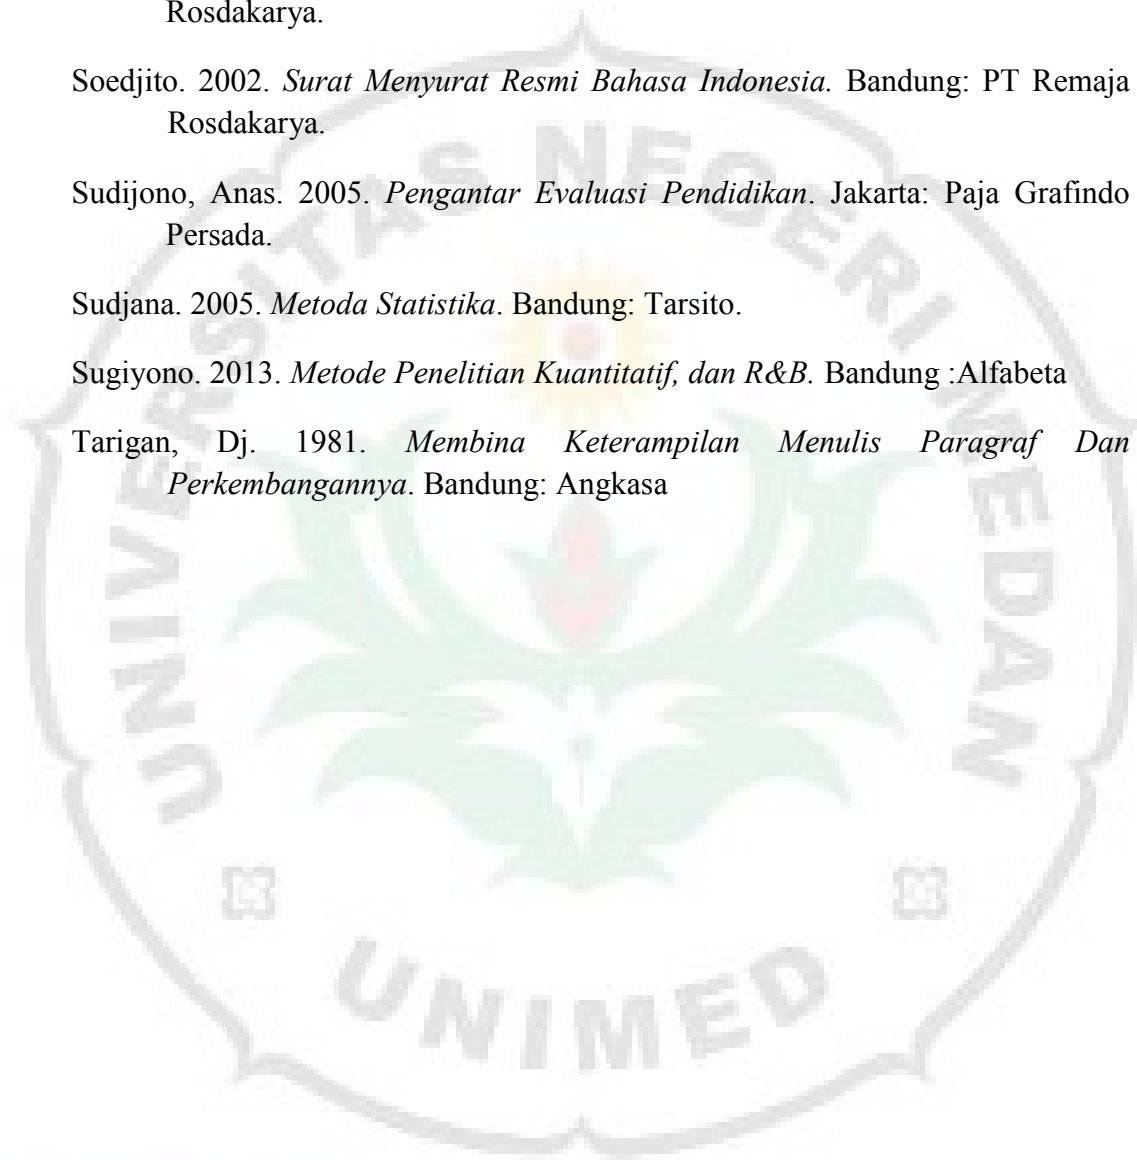 Rosdakarya.
Soedjito. 2002. Surat Menyurat Resmi Bahasa Indonesia. Bandung: PT Remaja
Rosdakarya.
Sudijono, Anas. 2005. Pengantar Evaluasi Pendidikan. Jakarta: Paja Grafindo
Persada.
Sudjana. 2005. Metoda Statistika. Bandung: Tarsito.
Sugiyono. 2013. Metode Penelitian Kuantitatif, dan R&B. Bandung :Alfabeta
Tarigan, Dj. 1981. Membina Keterampilan Menulis Paragraf Dan
Perkembangannya. Bandung: Angkasa
UNIVERSITAS NEGERI MEDAN
UNIMED